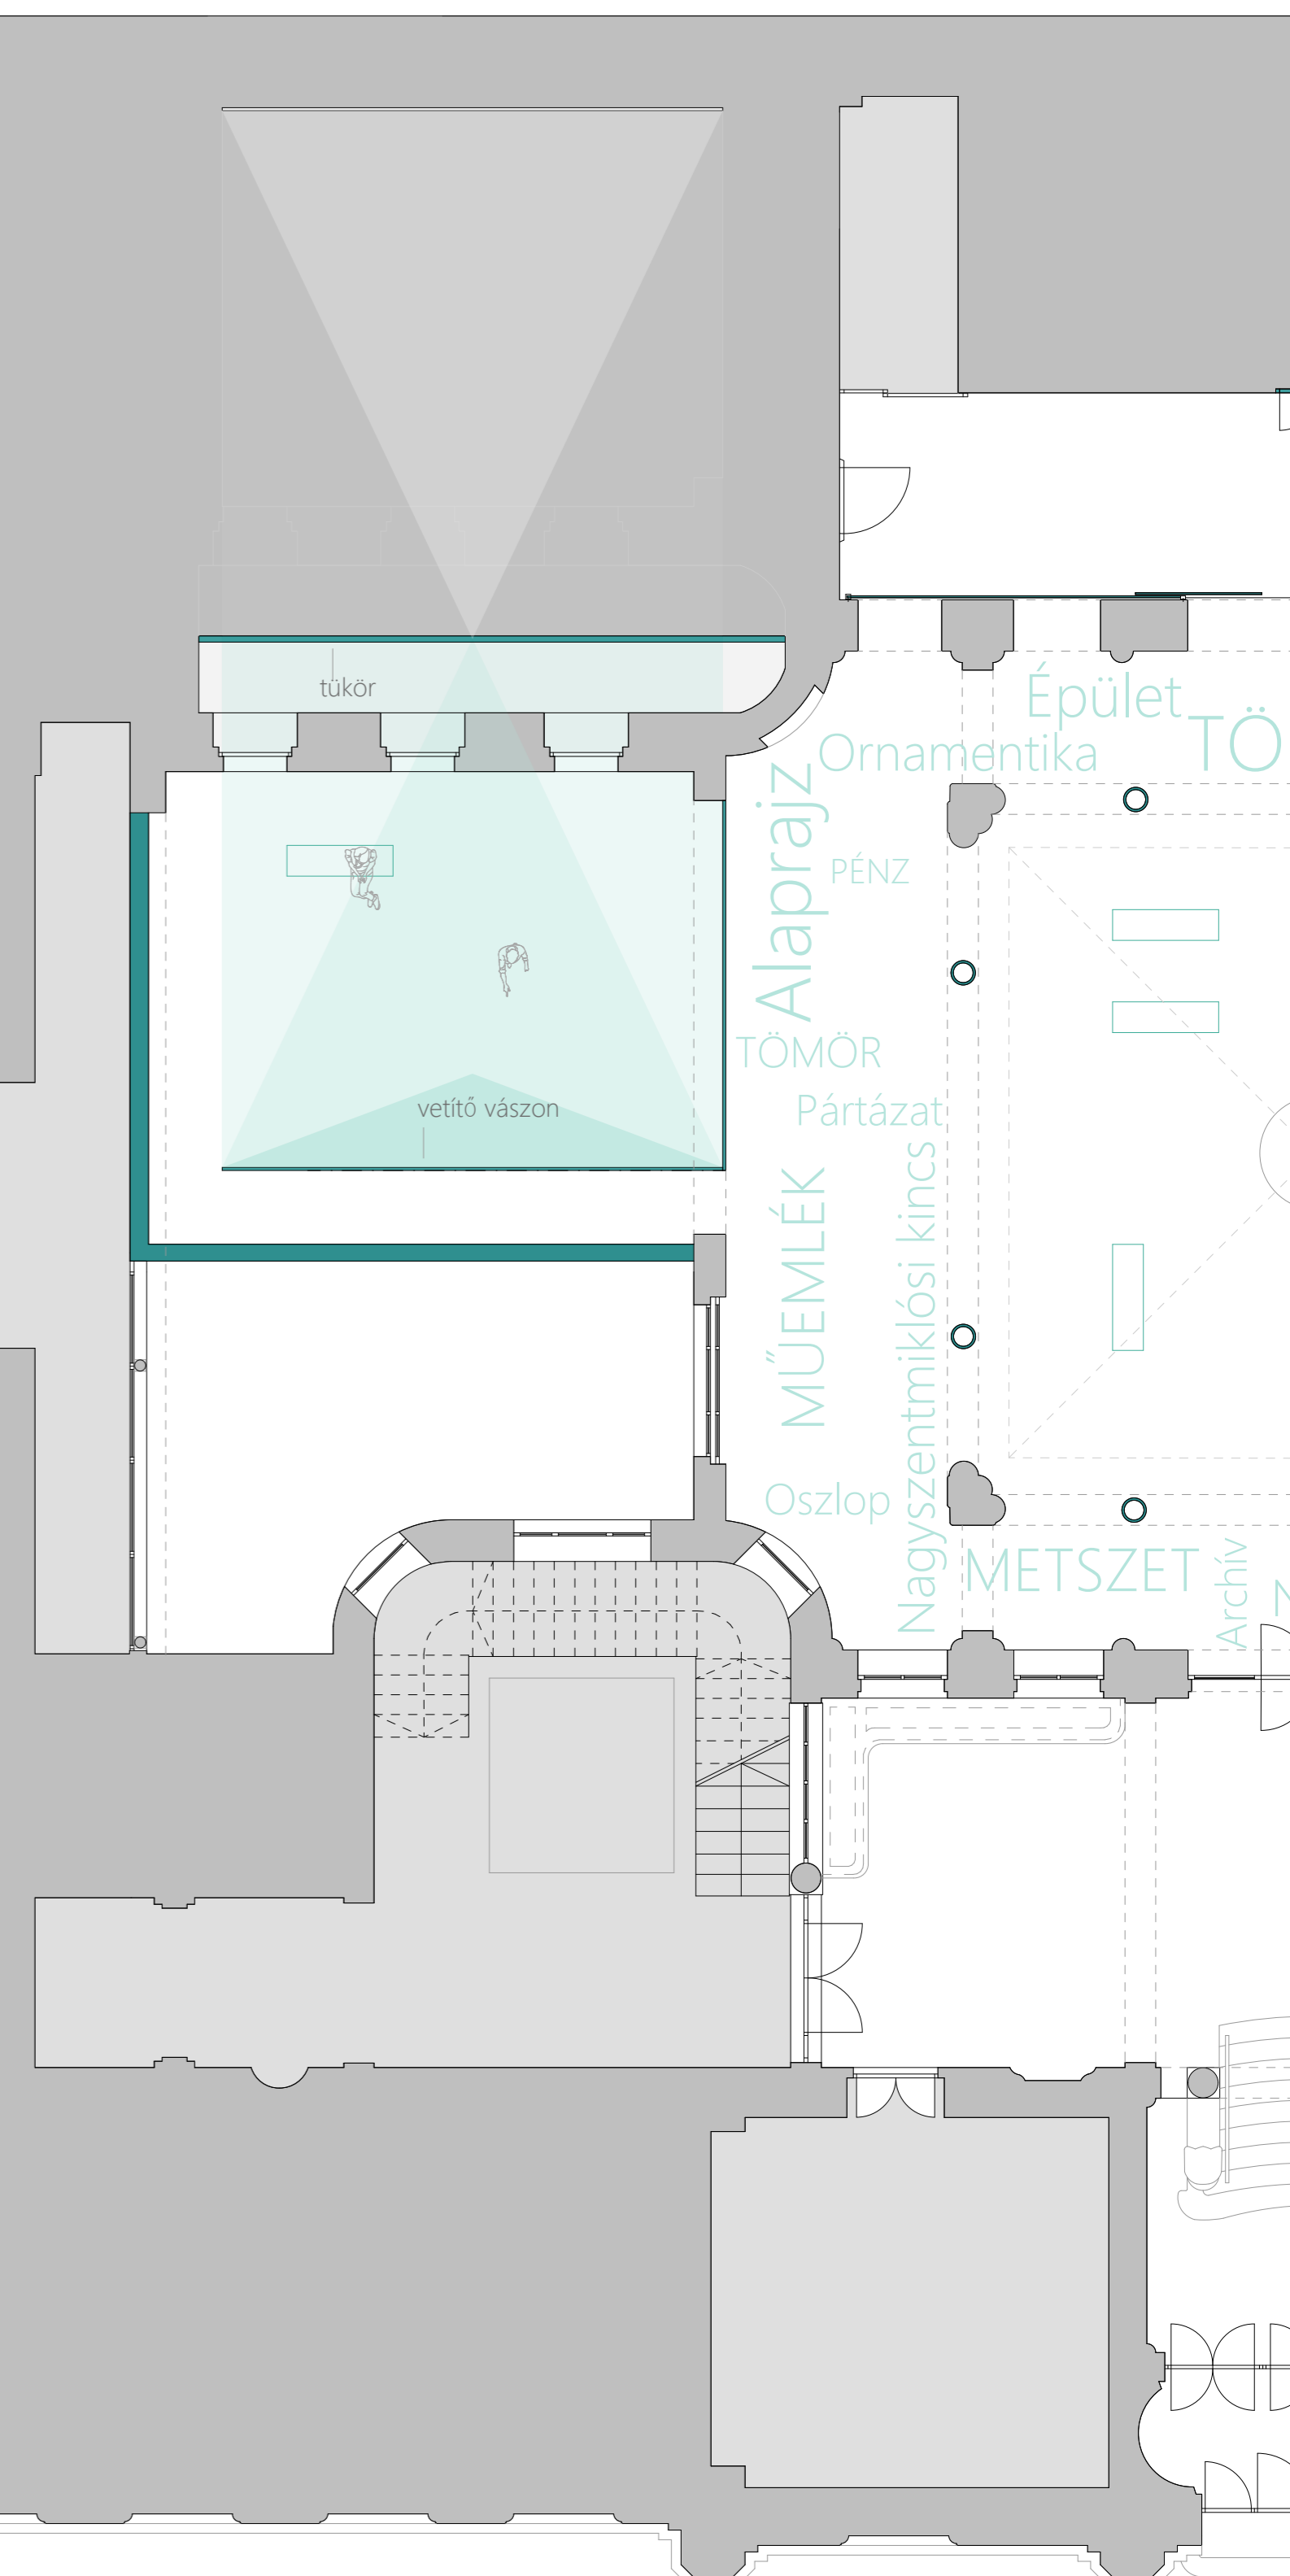 tükör
Épület
TÖ
Ornamentika
Alaprajz
PÉNZ
TÖMÖR
vetítő vászon
Pártázat
MŰEMLÉK
Nagyszentmiklósi kincs
Oszlop
METSZET
Archív